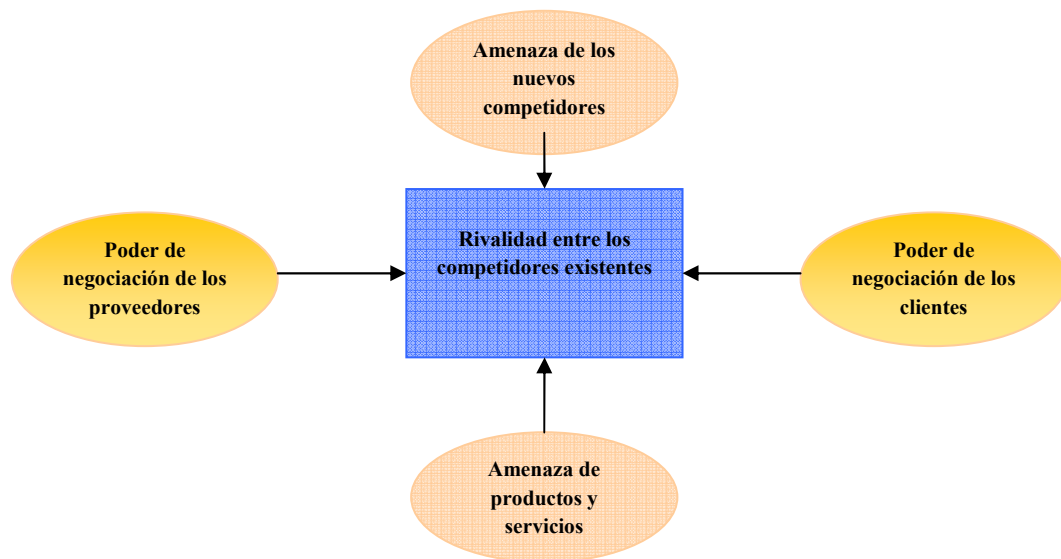 Amenaza de los
nuevos
competidores
Poder de
negociación de los
proveedores
Rivalidad entre los
competidores existentes
Poder de
negociación de los
clientes
Amenaza de
productos y
servicios